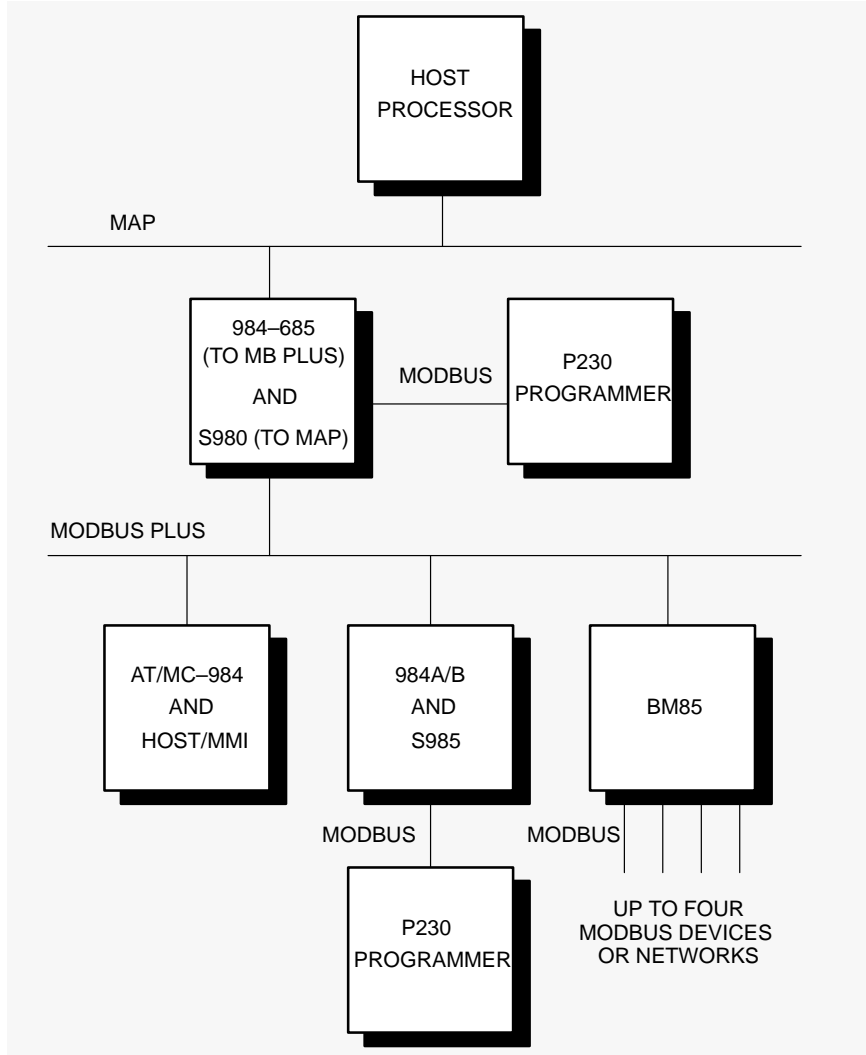 HOST
PROCESSOR
MAP
984–685
(TO MB PLUS)
AND
S980 (TO MAP)
MODBUS
P230
PROGRAMMER
MODBUS PLUS
AT/MC–984
AND
HOST/MMI
984A/B
AND
S985
BM85
MODBUS
MODBUS
P230
PROGRAMMER
UP TO FOUR
MODBUS DEVICES
OR NETWORKS